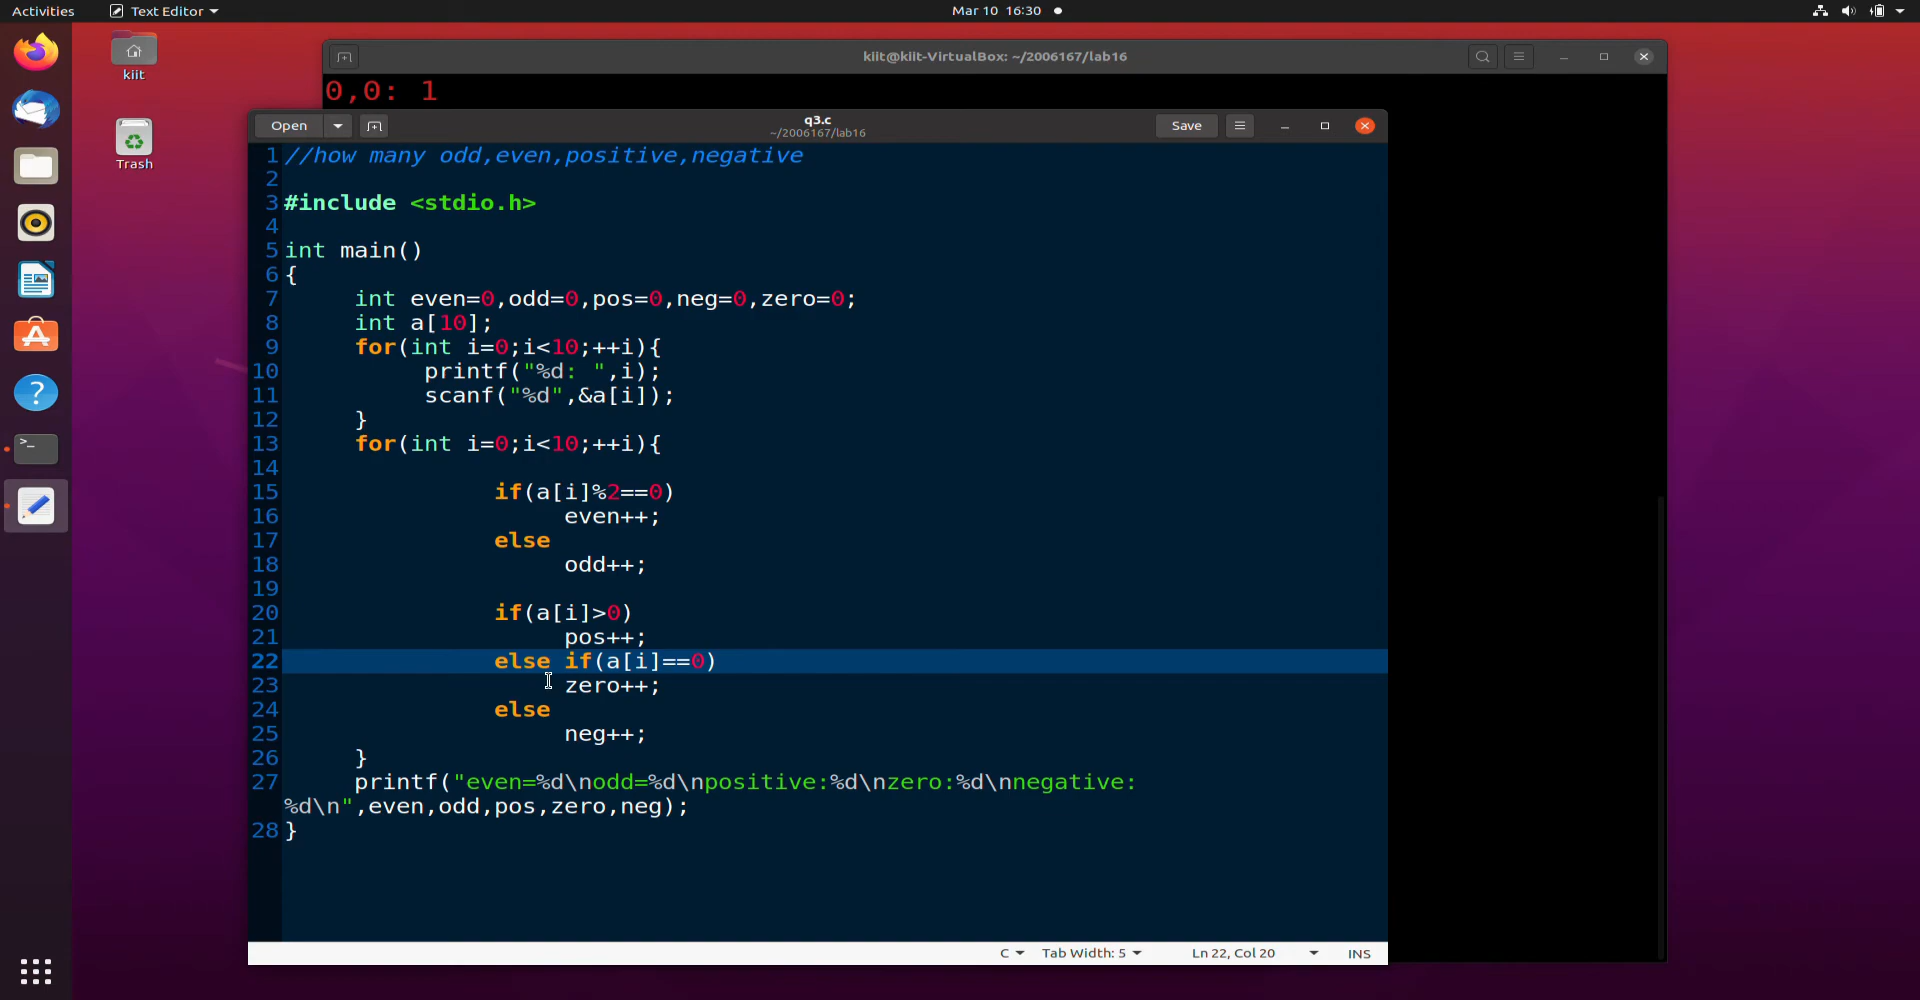 Activities Text Editor Mar 10 16:30
kiit
Trash
kiit@kiit-VirtualBox: ~/2006167/lab16
0,0: 1
Open q3.c Save
~/2006167/lab16
1 //how many odd,even,positive,negative
2
3 #include <stdio.h>
4
5 int main()
6 {
7 int even=0,odd=0,pos=0,neg=0,zero=0;
8 int a[10];
9 for(int i=0;i<10;++i){
10 printf("%d: ",i);
11 scanf("%d",&a[i]);
12 }
13 for(int i=0;i<10;++i){
14
15 if(a[i]%2==0)
16 even++;
17 else
18 odd++;
19
20 if(a[i]>0)
21 pos++;
22 else if(a[i]==0)
23 zero++;
24 else
25 neg++;
26 }
27 printf("even=%d\nodd=%d\npositive:%d\nzero:%d\nnegative:
%d\n",even,odd,pos,zero,neg);
28 }
C Tab Width: 5 Ln 22, Col 20 INS